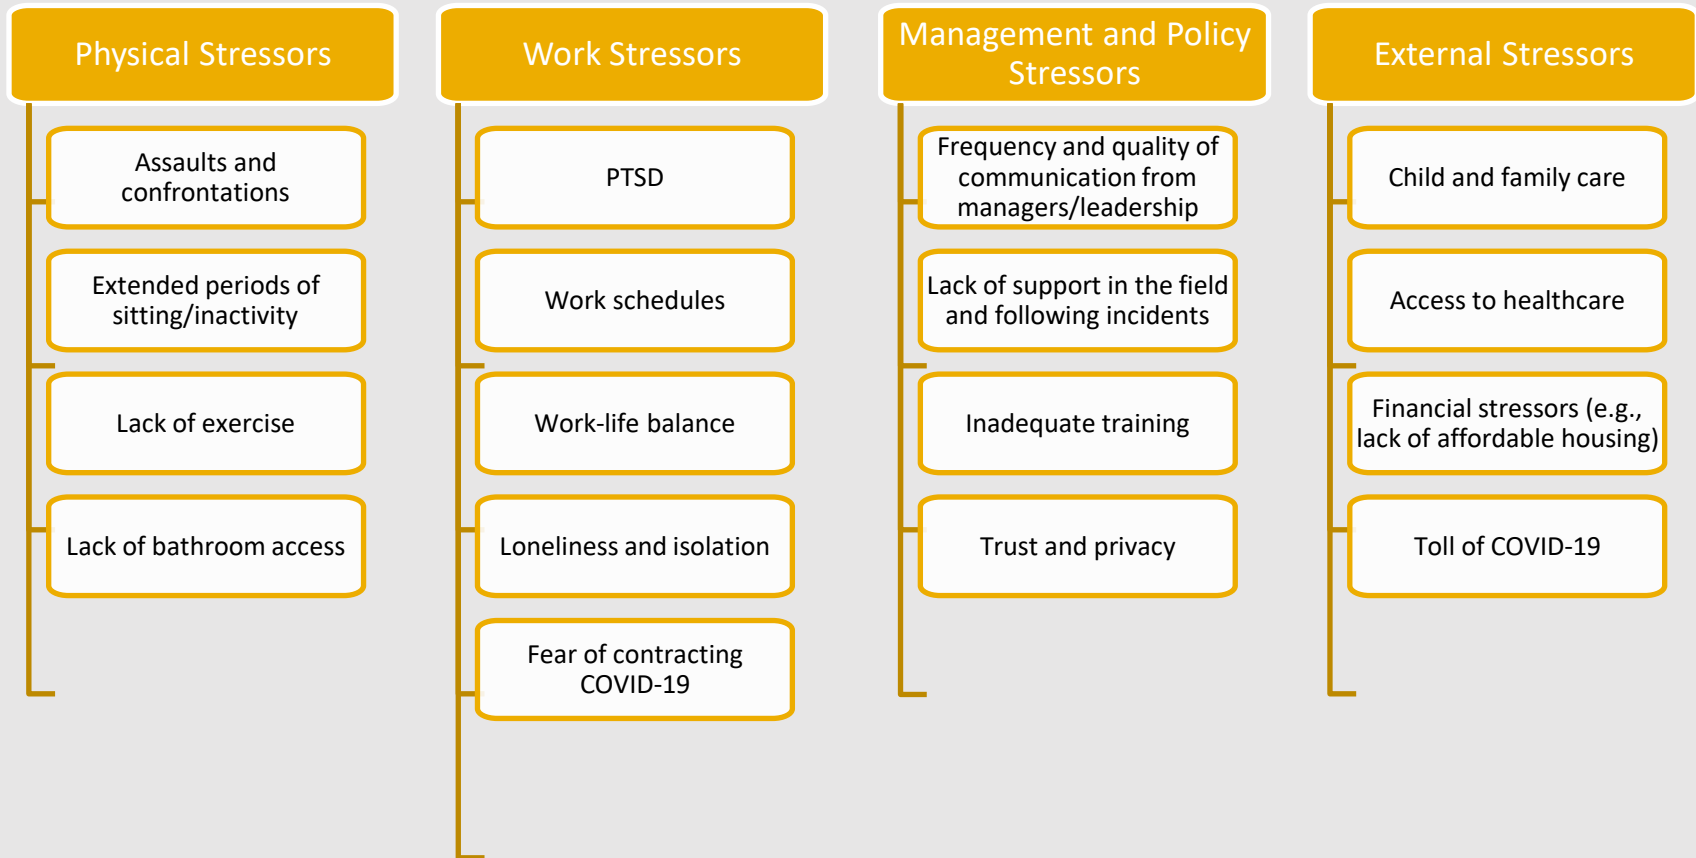 Physical Stressors
Assaults and
confrontations
Extended periods of
sitting/inactivity
Lack of exercise
Lack of bathroom access
Work Stressors
PTSD
Work schedules
Work-life balance
Loneliness and isolation
Fear of contracting
COVID-19
Management and Policy
Stressors
Frequency and quality of
communication from
managers/leadership
Lack of support in the field
and following incidents
Inadequate training
Trust and privacy
External Stressors
Child and family care
Access to healthcare
Financial stressors (e.g.,
lack of affordable housing)
Toll of COVID-19